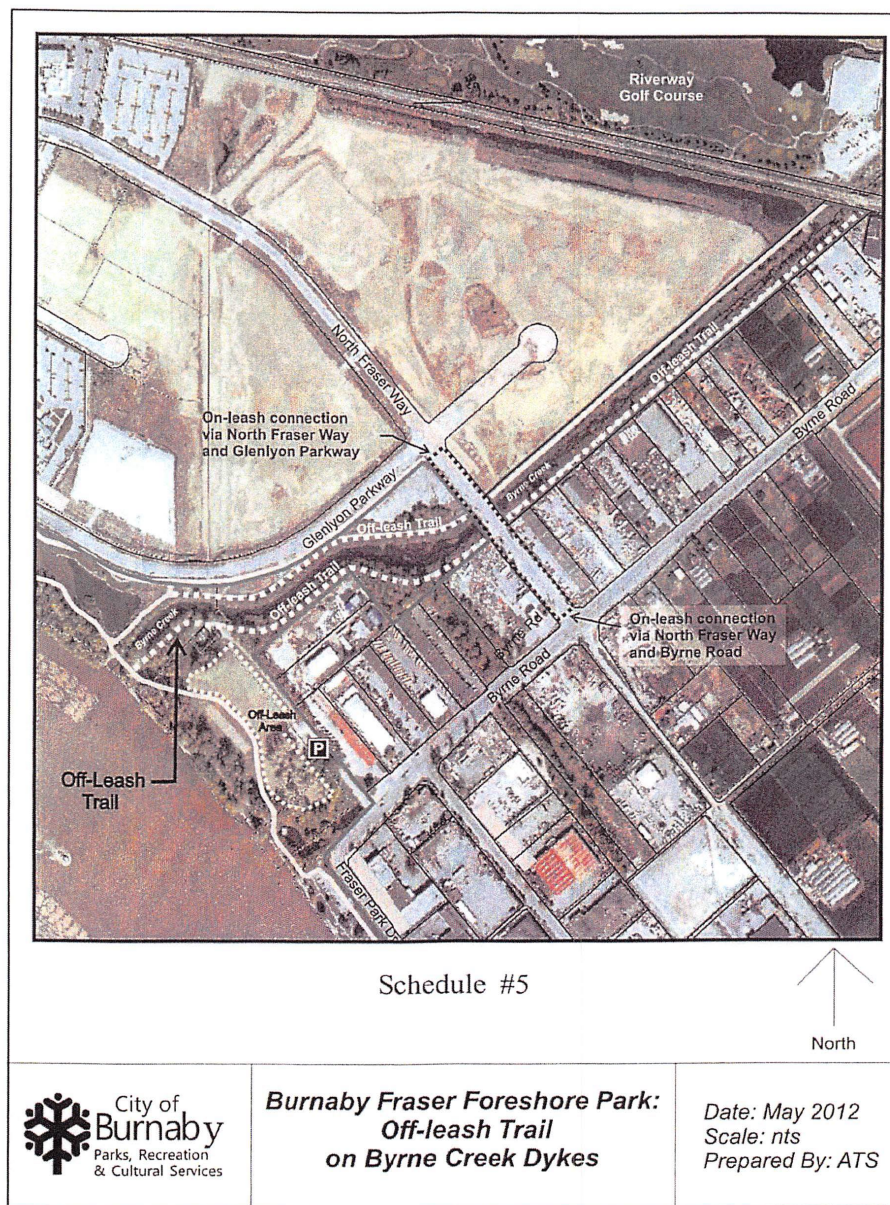 Riverway
Golf Course
North Fraser Way
On-leash connection
via North Fraser Way
and Glenlyon Parkway
Off-leash Trail
Byrne Road
Byrne Creek
Glenlyon Parkway
Off-leash Trail
Off-leash Trail
Byrne Creek
Byrne Rd
On-leash connection
via North Fraser Way
and Byrne Road
Byrne Road
Off-Leash
Area
P
Off-Leash
Trail
Fraser Park Dr
Schedule #5
North
City of
Burnaby
Parks, Recreation
& Cultural Services
Burnaby Fraser Foreshore Park:
Off-leash Trail
on Byrne Creek Dykes
Date: May 2012
Scale: nts
Prepared By: ATS